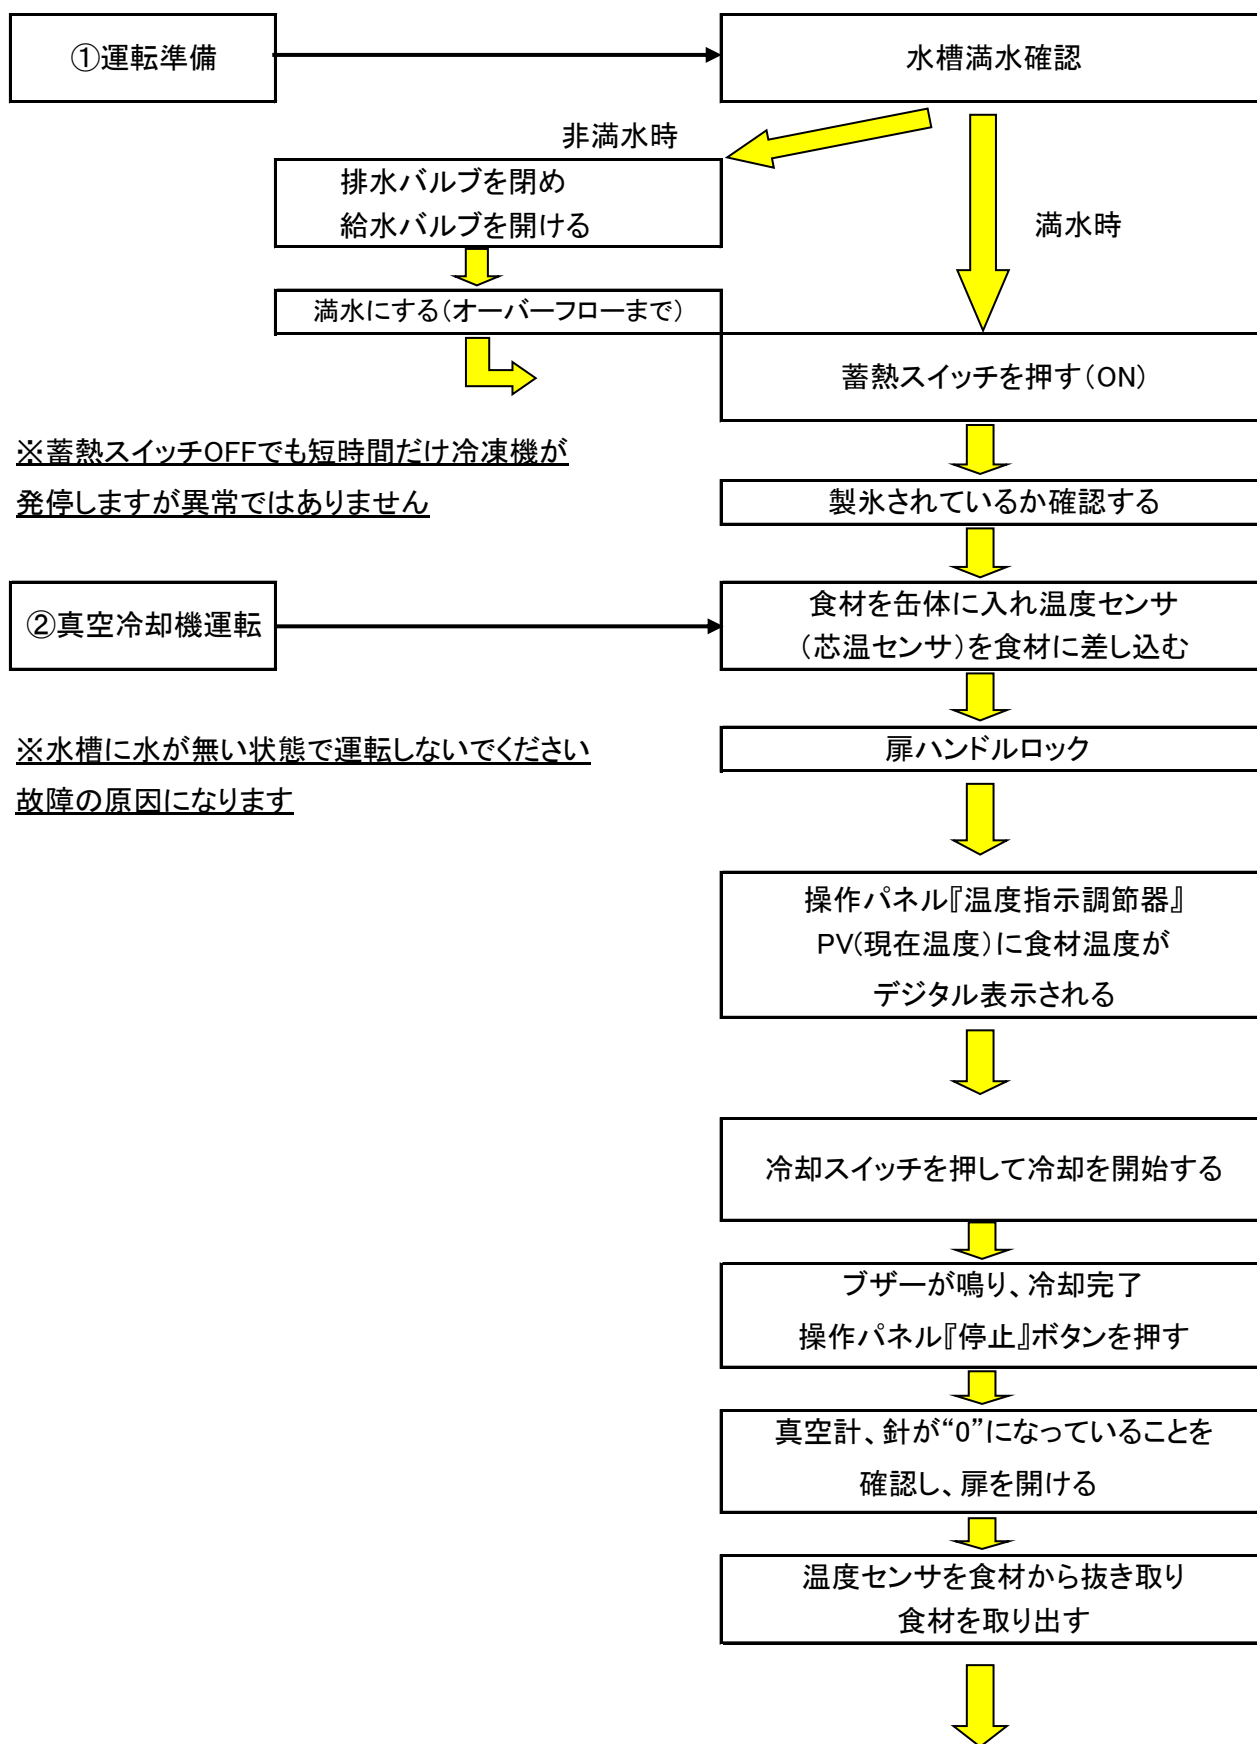 ①運転準備
水槽満水確認
非満水時
排水バルブを閉め
給水バルブを開ける
満水時
満水にする(オーバーフローまで)
蓄熱スイッチを押す(ON)
※蓄熱スイッチOFFでも短時間だけ冷凍機が
発停しますが異常ではありません
製氷されているか確認する
②真空冷却機運転
食材を缶体に入れ温度センサ
(芯温センサ)を食材に差し込む
※水槽に水が無い状態で運転しないでください
故障の原因になります
扉ハンドルロック
操作パネル『温度指示調節器』
PV(現在温度)に食材温度が
デジタル表示される
冷却スイッチを押して冷却を開始する
ブザーが鳴り、冷却完了
操作パネル『停止』ボタンを押す
真空計、針が“0”になっていることを
確認し、扉を開ける
温度センサを食材から抜き取り
食材を取り出す